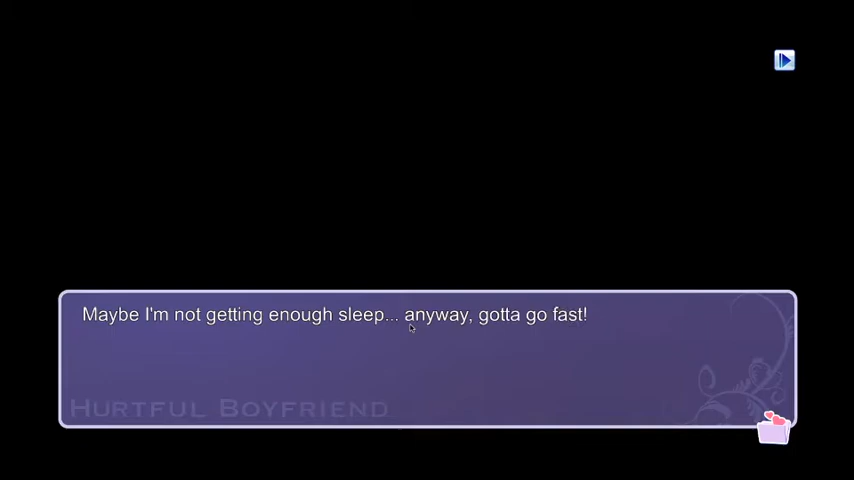 Maybe I'm not getting enough sleep... anyway, gotta go fast!
HURTFUL BOYFRIEND